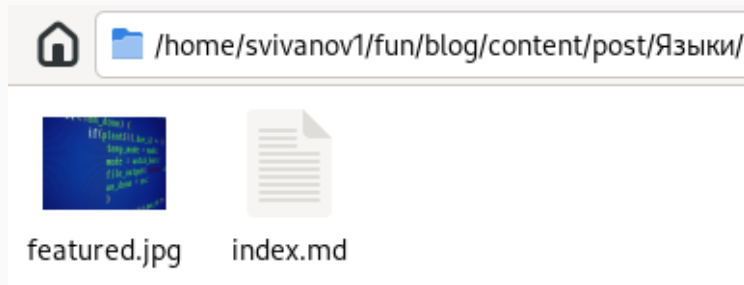 /home/svivanov1/fun/blog/content/post/Языки/
featured.jpg
index.md